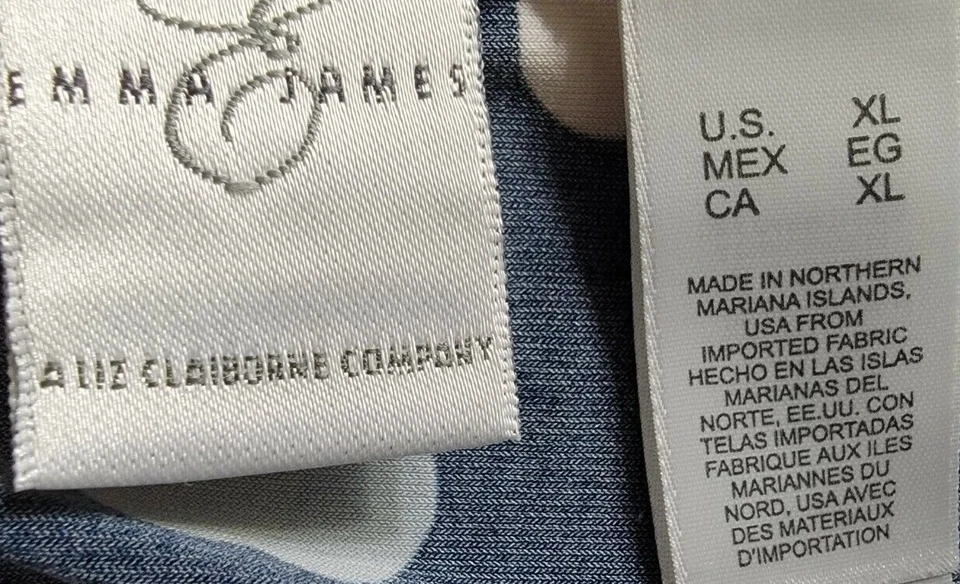 EMMA JAMES
A LIZ CLAIBORNE COMPANY
U.S. XL
MEX EG
CA XL
MADE IN NORTHERN
MARIANA ISLANDS,
USA FROM
IMPORTED FABRIC
HECHO EN LAS ISLAS
MARIANAS DEL
NORTE, EE.UU. CON
TELAS IMPORTADAS
FABRIQUE AUX ILES
MARIANNES DU
NORD, USA AVEC
DES MATERIAUX
D'IMPORTATION